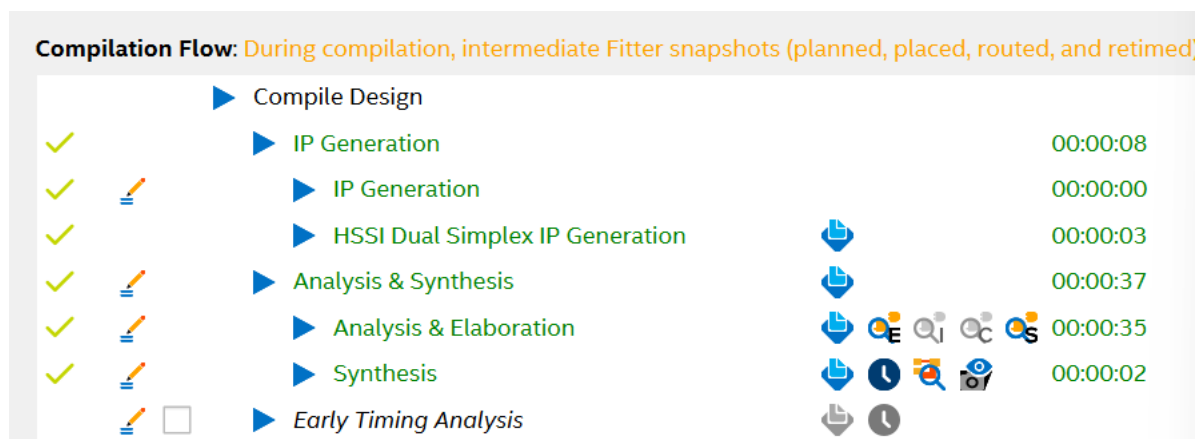 Compilation Flow: During compilation, intermediate Fitter snapshots (planned, placed, routed, and retimed)
Compile Design
IP Generation 00:00:08
IP Generation 00:00:00
HSSI Dual Simplex IP Generation 00:00:03
Analysis & Synthesis 00:00:37
Analysis & Elaboration E I C S 00:00:35
Synthesis 00:00:02
Early Timing Analysis